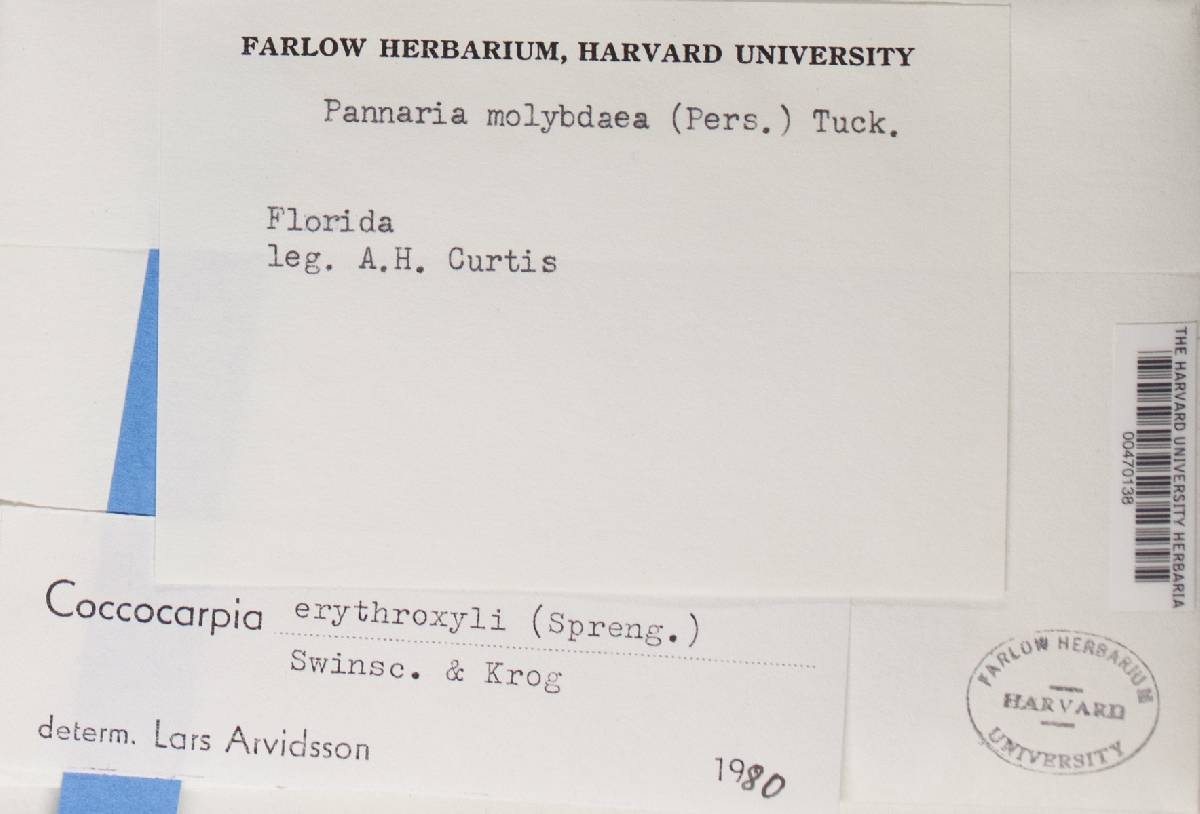 FARLOW HERBARIUM, HARVARD UNIVERSITY
Pannaria molybdaea (Pers.) Tuck.
Florida
leg. A.H. Curtis
THE HARVARD UNIVERSITY HERBARIA
00470138
Coccocarpia erythroxyli (Spreng.)
Swinsc. & Krog
determ. Lars Arvidsson
1980
FARLOW HERBARIUM
HARVARD
UNIVERSITY